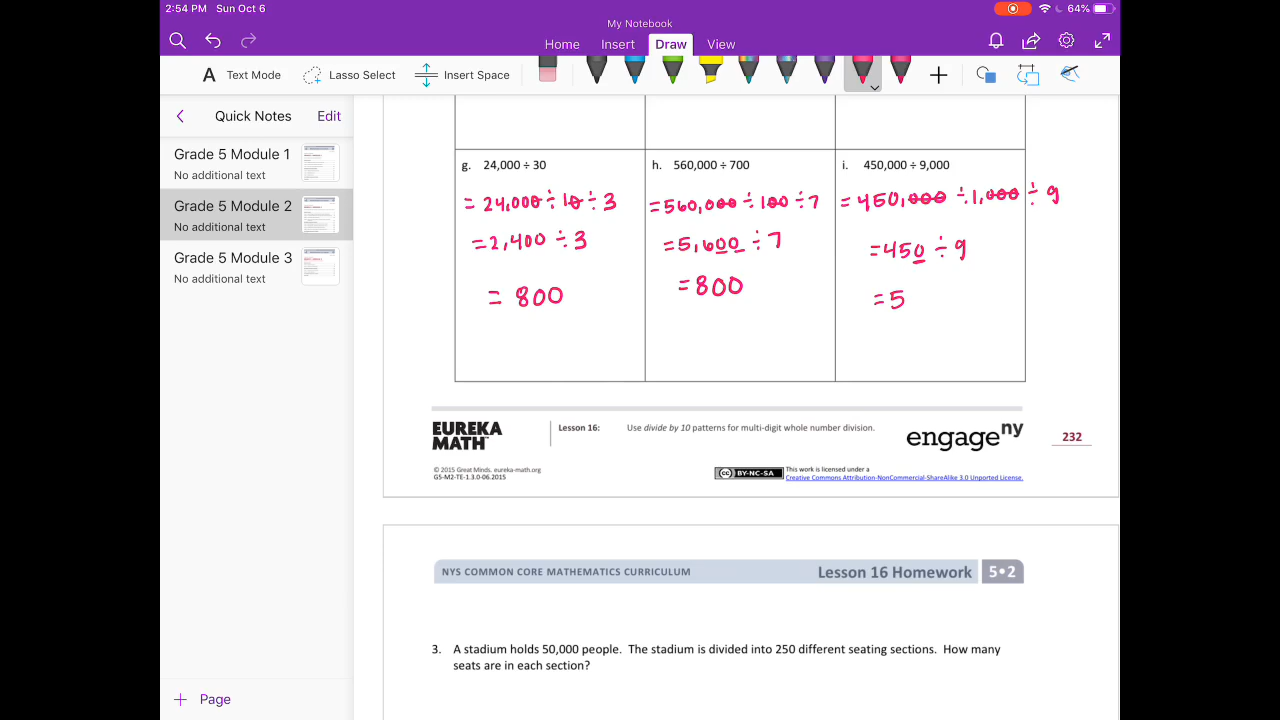 2:54 PM Sun Oct 6
64%
My Notebook
Home Insert Draw View
A Text Mode Lasso Select Insert Space
Quick Notes Edit
Grade 5 Module 1
No additional text
Grade 5 Module 2
No additional text
Grde 5 Module 3
No additional text
+ Page
g. 24,000 ÷ 30
= 24,000 ÷ 10 ÷ 3
= 2,400 ÷ 3
= 800
h. 560,000 ÷ 700
= 560,000 ÷ 100 ÷ 7
= 5,600 ÷ 7
= 800
i. 450,000 ÷ 9,000
= 450,000 ÷ 1,000 ÷ 9
= 450 ÷ 9
= 5
EUREKA
MATH™
Lesson 16: Use divide by 10 patterns for multi-digit whole number division.
engageny
232
© 2015 Great Minds. eureka-math.org
G5-M2-TE-1.3.0-06.2015
CC BY-NC-SA
This work is licensed under a
Creative Commons Attribution-NonCommercial-ShareAlike 3.0 Unported License.
NYS COMMON CORE MATHEMATICS CURRICULUM
Lesson 16 Homework 5•2
3. A stadium holds 50,000 people. The stadium is divided into 250 different seating sections. How many
seats are in each section?